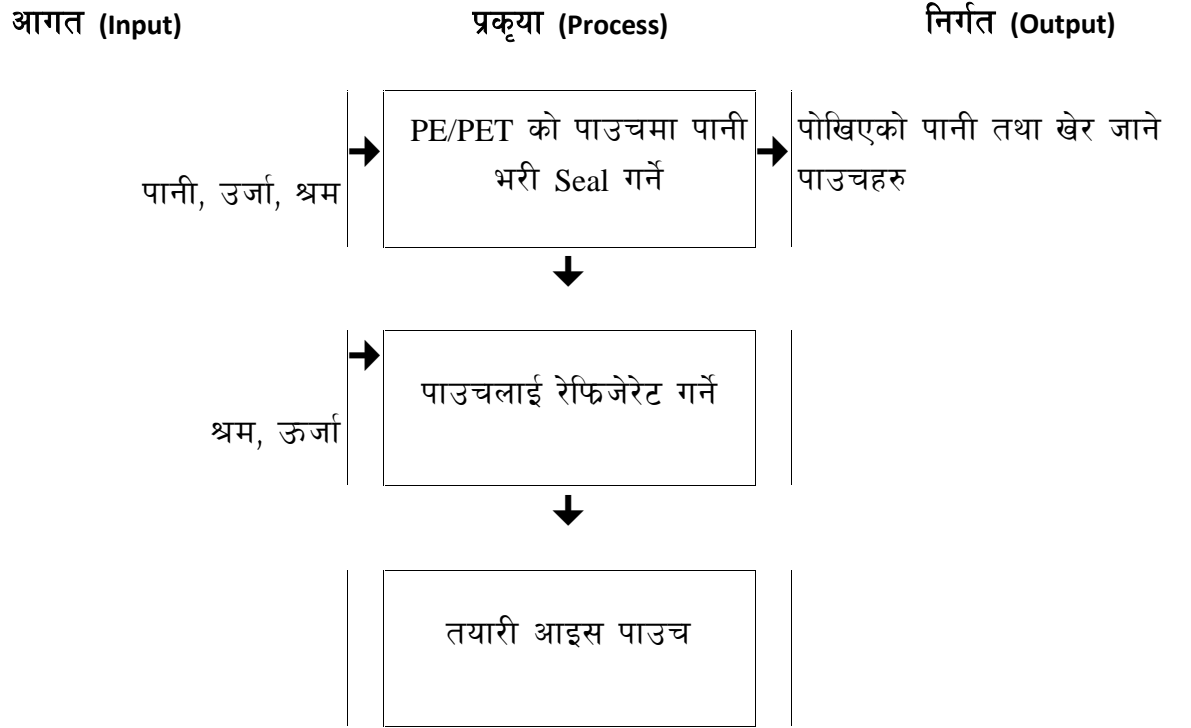 आगत (Input) प्रकृया (Process) निर्गत (Output)
PE/PET को पाउचमा पानी
भरी Seal गर्ने
पानी, उर्जा, श्रम
पोखिएको पानी तथा खेर जाने
पाउचहरु
पाउचलाई रेफ्रिजेरेट गर्ने
श्रम, ऊर्जा
तयारी आइस पाउच